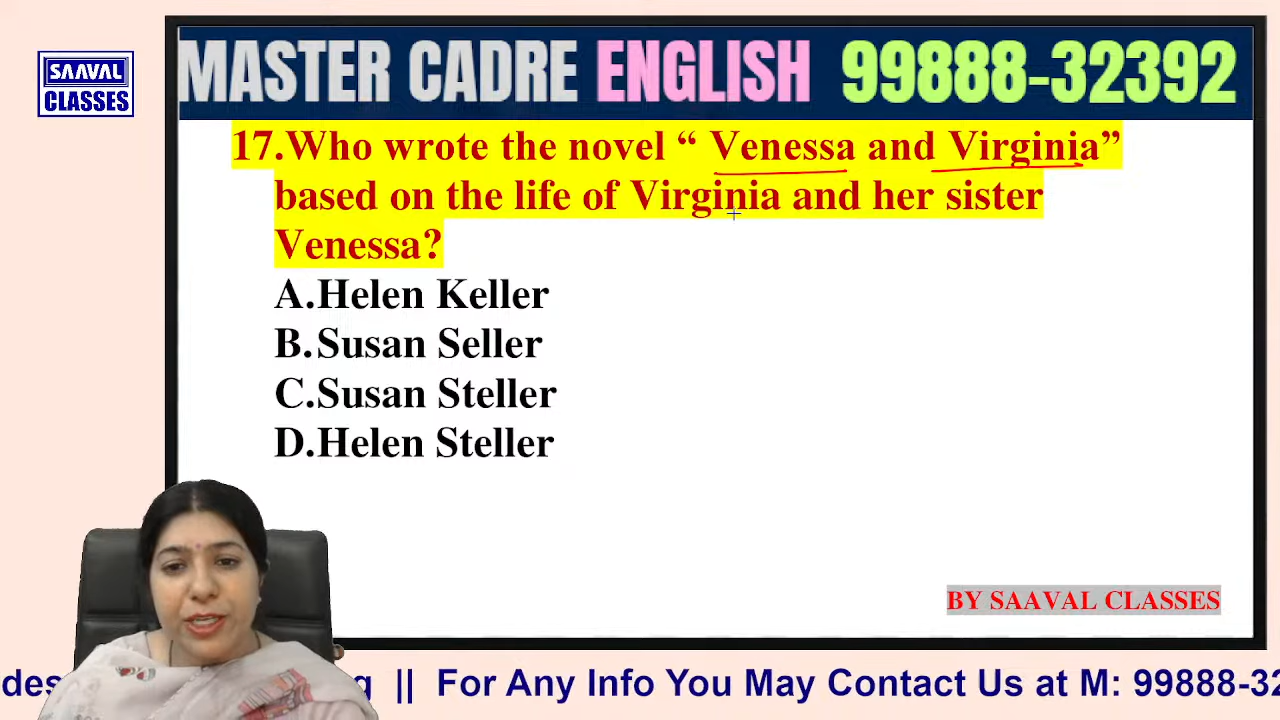 SAAVAL
CLASSES
MASTER CADRE ENGLISH 99888-32392
17.Who wrote the novel “ Venessa and Virginia”
based on the life of Virginia and her sister
Venessa?
A.Helen Keller
B.Susan Seller
C.Susan Steller
D.Helen Steller
BY SAAVAL CLASSES
|| For Any Info You May Contact Us at M: 99888-32